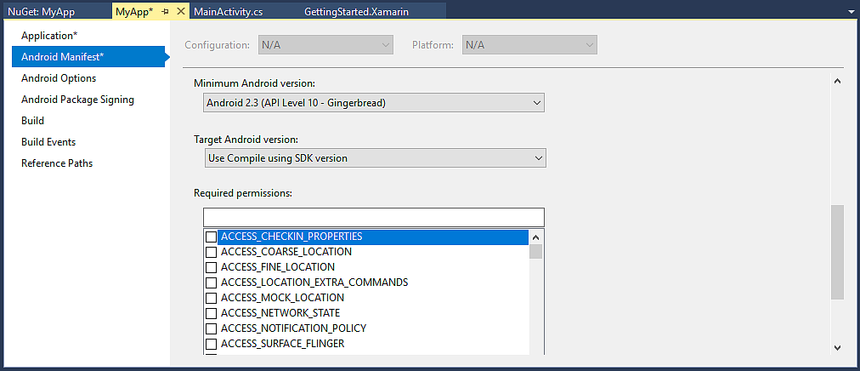 NuGet: MyApp MyApp* MainActivity.cs GettingStarted.Xamarin
Application*
Android Manifest*
Android Options
Android Package Signing
Build
Build Events
Reference Paths
Configuration: N/A Platform: N/A
Minimum Android version:
Android 2.3 (API Level 10 - Gingerbread)
Target Android version:
Use Compile using SDK version
Required permissions:
ACCESS_CHECKIN_PROPERTIES
ACCESS_COARSE_LOCATION
ACCESS_FINE_LOCATION
ACCESS_LOCATION_EXTRA_COMMANDS
ACCESS_MOCK_LOCATION
ACCESS_NETWORK_STATE
ACCESS_NOTIFICATION_POLICY
ACCESS_SURFACE_FLINGER